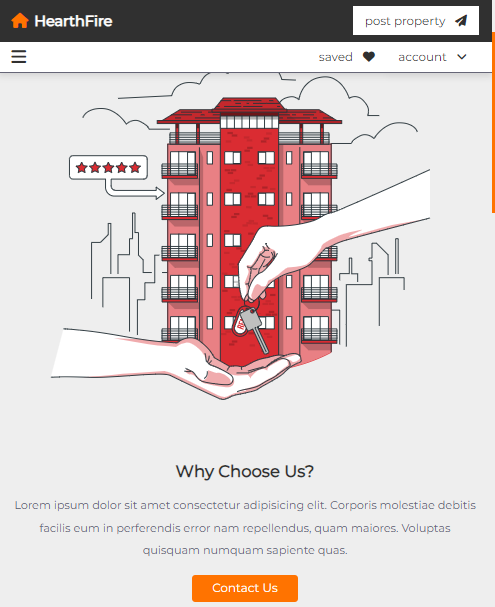 HearthFire
post property
saved
account
Why Choose Us?
Lorem ipsum dolor sit amet consectetur adipisicing elit. Corporis molestiae debitis
facilis eum in perferendis error nam repellendus, quam maiores. Voluptas
quisquam numquam sapiente quas.
Contact Us